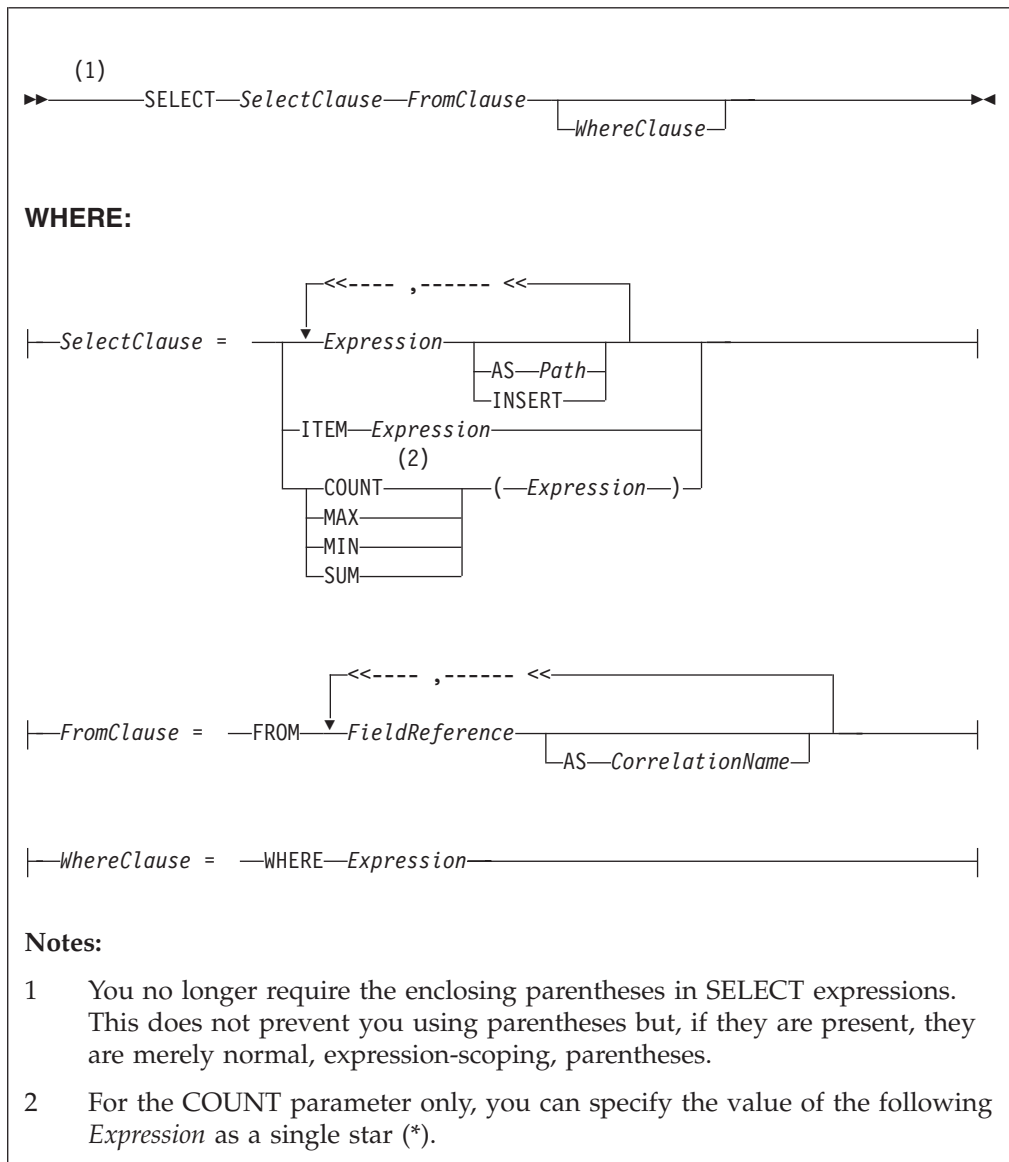 (1)
SELECT SelectClause FromClause
WhereClause
WHERE:
<<---- ,------ <<
SelectClause = Expression
AS Path
INSERT
ITEM Expression
(2)
COUNT ( Expression )
MAX
MIN
SUM
<<---- ,------ <<
FromClause = FROM FieldReference
AS CorrelationName
WhereClause = WHERE Expression
Notes:
1 You no longer require the enclosing parentheses in SELECT expressions.
This does not prevent you using parentheses but, if they are present, they
are merely normal, expression-scoping, parentheses.
2 For the COUNT parameter only, you can specify the value of the following
Expression as a single star (*).